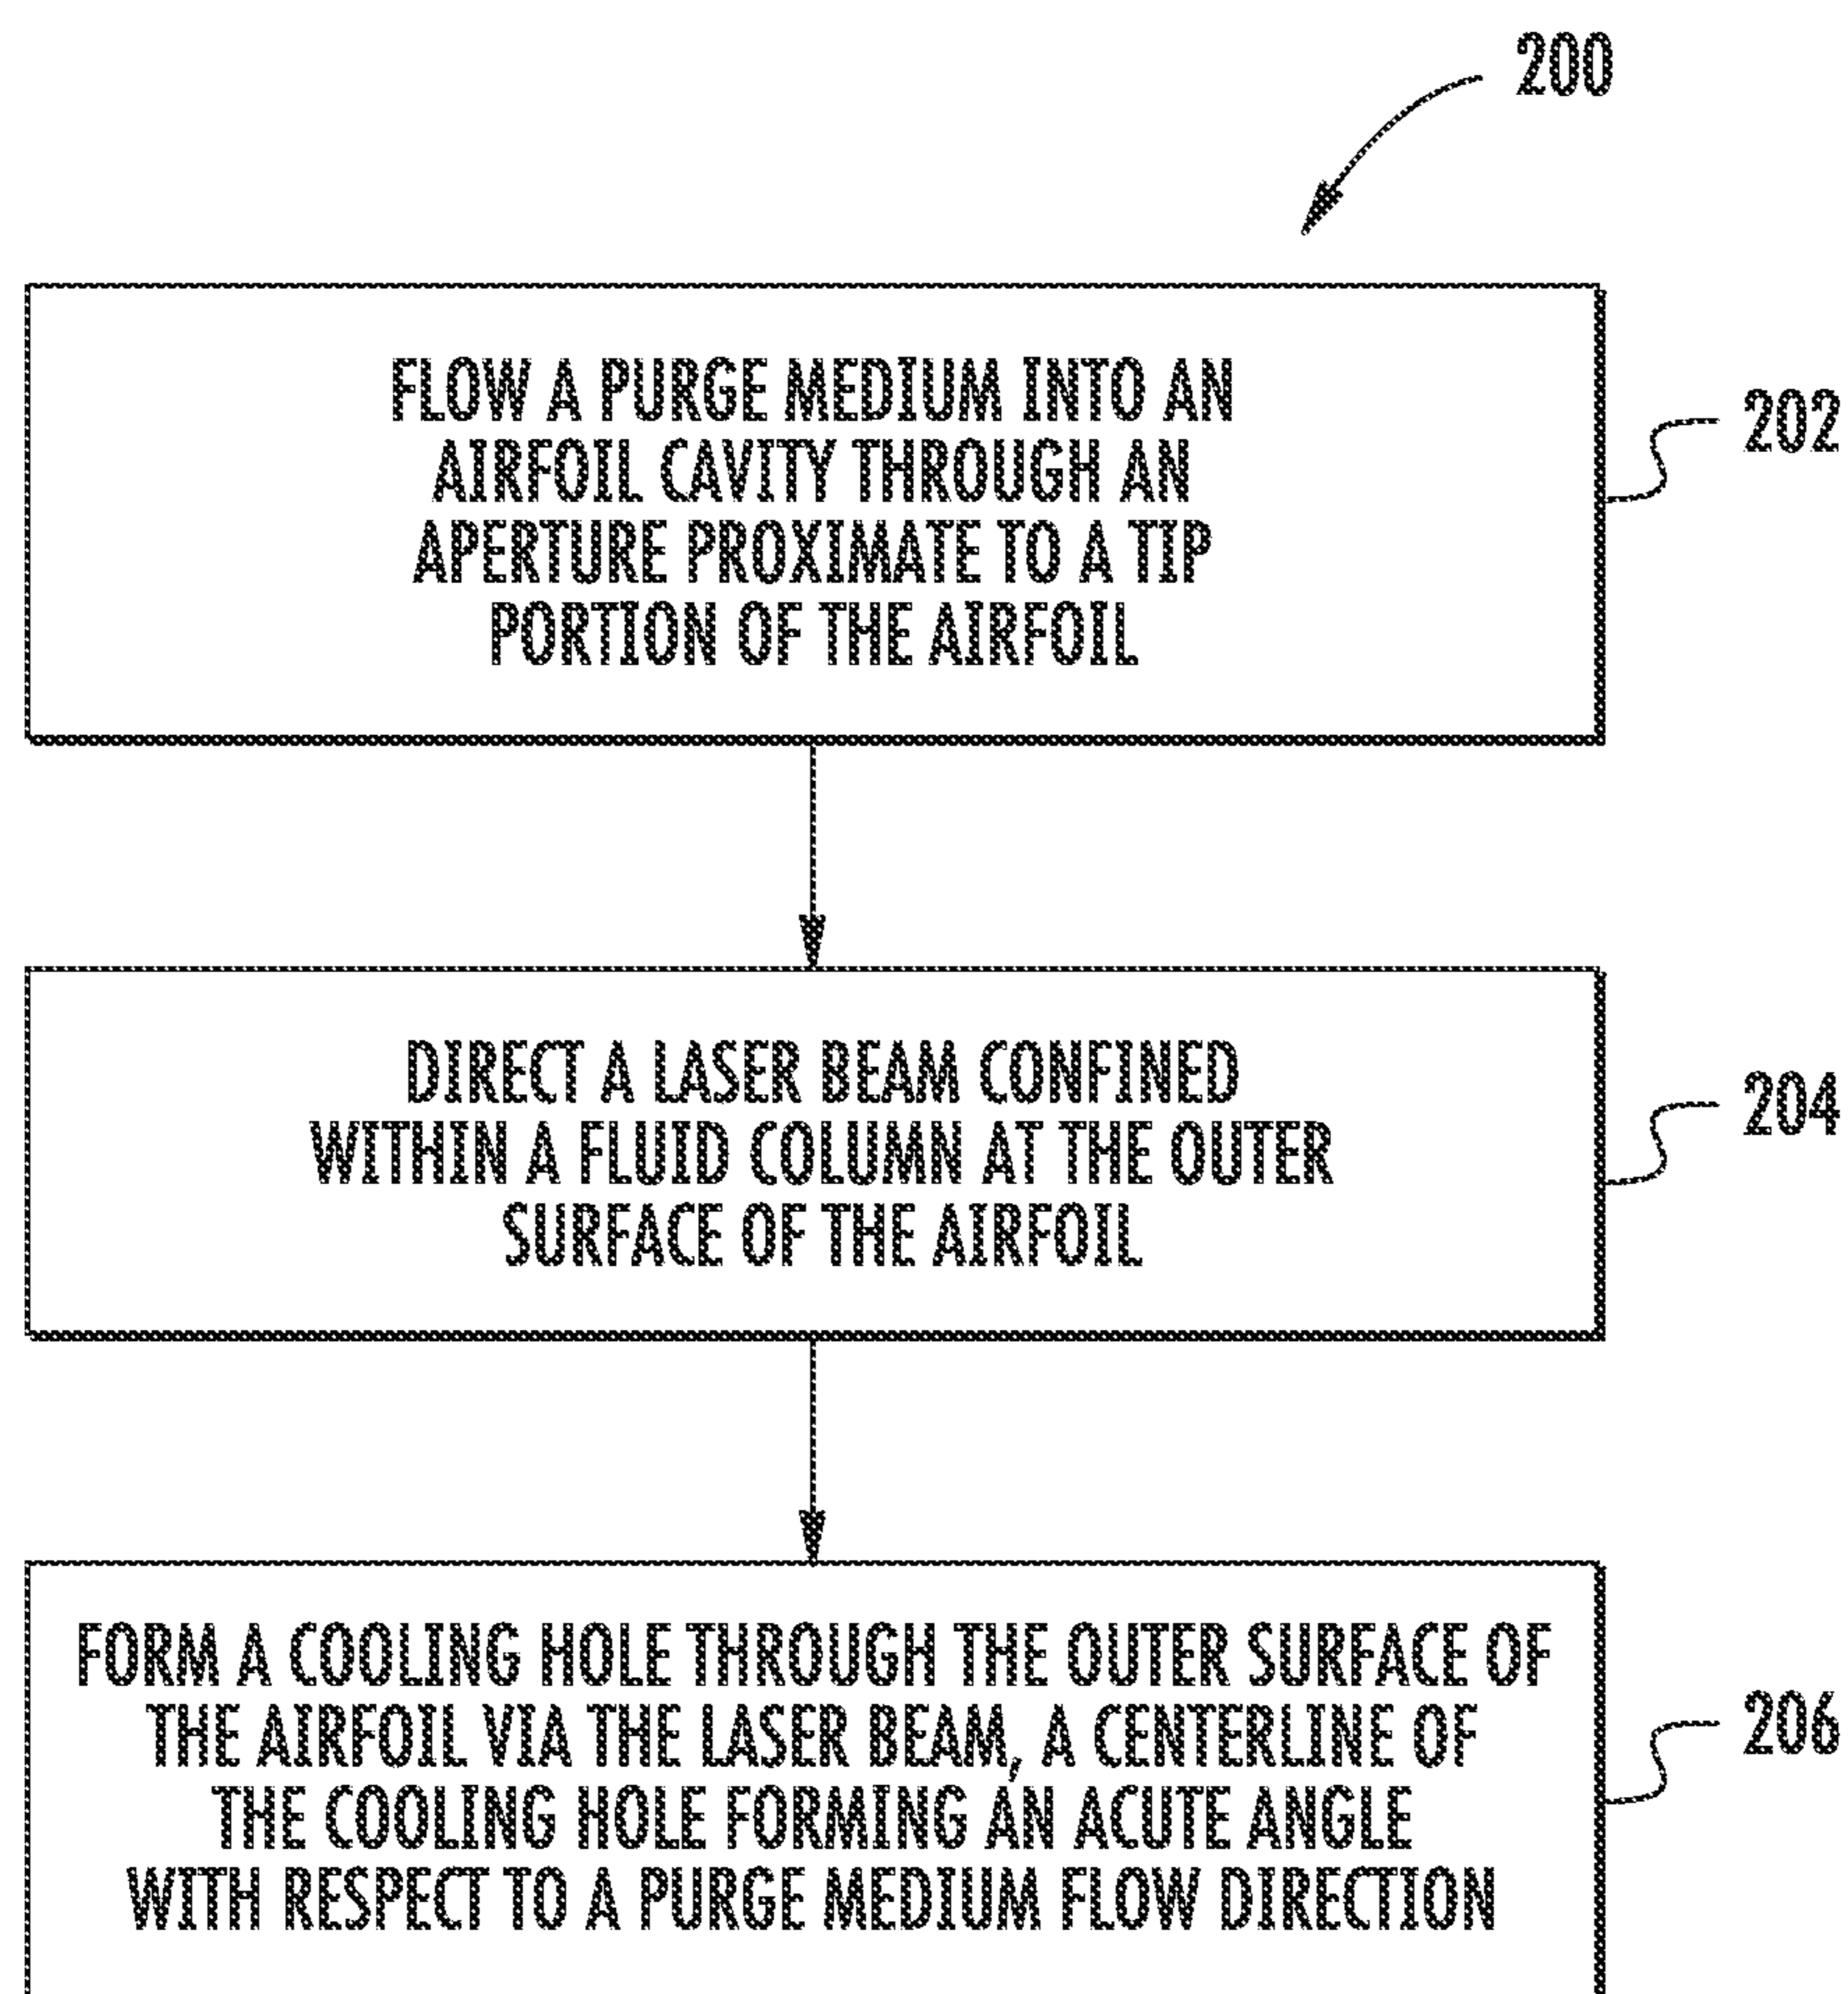 200
FLOW A PURGE MEDIUM INTO AN
AIRFOIL CAVITY THROUGH AN
APERTURE PROXIMATE TO A TIP
PORTION OF THE AIRFOIL
202
DIRECT A LASER BEAM CONFINED
WITHIN A FLUID COLUMN AT THE OUTER
SURFACE OF THE AIRFOIL
204
FORM A COOLING HOLE THROUGH THE OUTER SURFACE OF
THE AIRFOIL VIA THE LASER BEAM, A CENTERLINE OF
THE COOLING HOLE FORMING AN ACUTE ANGLE
WITH RESPECT TO A PURGE MEDIUM FLOW DIRECTION
206